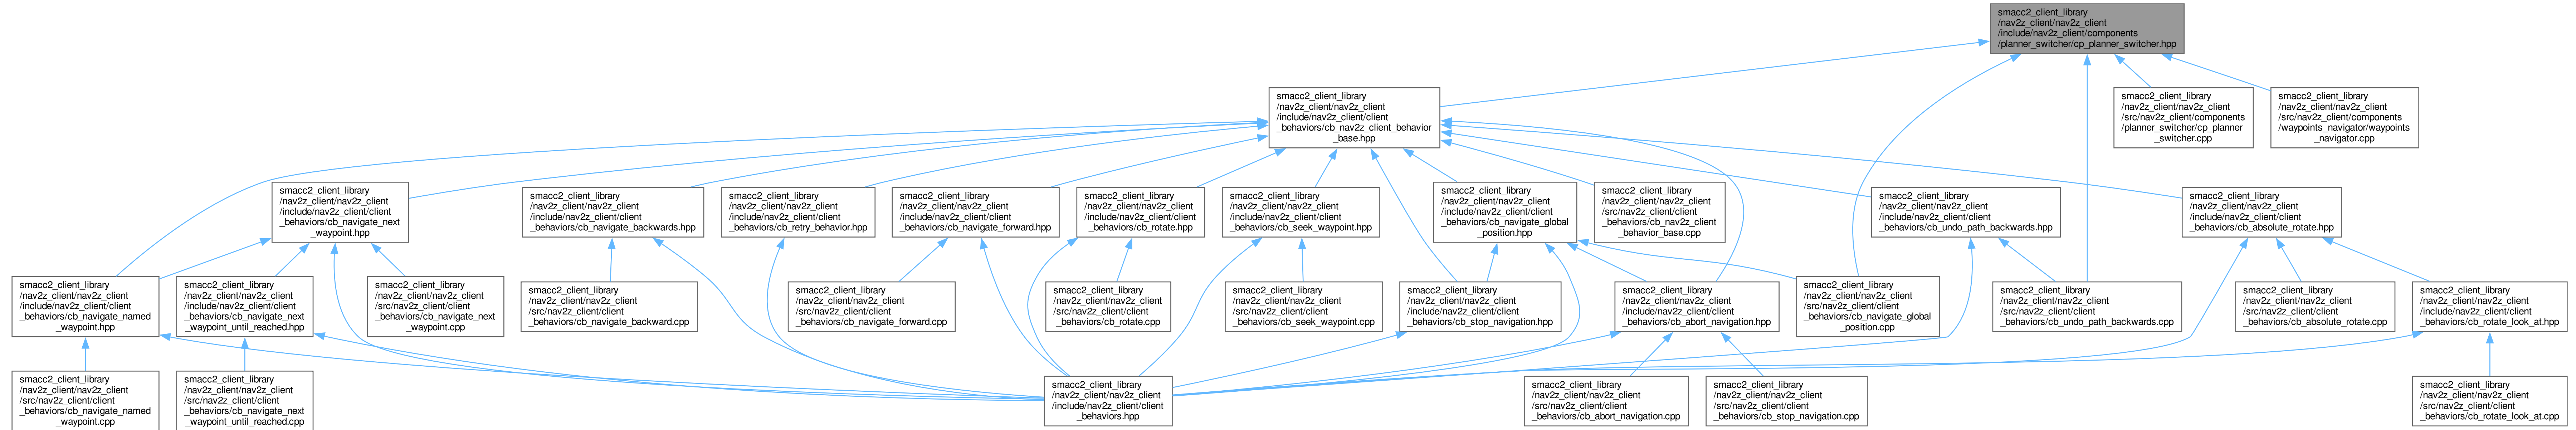 smacc2_client_library
/nav2z_client/nav2z_client
/include/nav2z_client/components
/planner_switcher/cp_planner_switcher.hpp
smacc2_client_library
/nav2z_client/nav2z_client
/include/nav2z_client/client
_behaviors/cb_nav2z_client_behavior
_base.hpp
smacc2_client_library
/nav2z_client/nav2z_client
/src/nav2z_client/components
/planner_switcher/cp_planner
_switcher.cpp
smacc2_client_library
/nav2z_client/nav2z_client
/src/nav2z_client/components
/waypoints_navigator/waypoints
_navigator.cpp
smacc2_client_library
/nav2z_client/nav2z_client
/include/nav2z_client/client
_behaviors/cb_navigate_next
_waypoint.hpp
smacc2_client_library
/nav2z_client/nav2z_client
/include/nav2z_client/client
_behaviors/cb_navigate_backwards.hpp
smacc2_client_library
/nav2z_client/nav2z_client
/include/nav2z_client/client
_behaviors/cb_retry_behavior.hpp
smacc2_client_library
/nav2z_client/nav2z_client
/include/nav2z_client/client
_behaviors/cb_navigate_forward.hpp
smacc2_client_library
/nav2z_client/nav2z_client
/include/nav2z_client/client
_behaviors/cb_rotate.hpp
smacc2_client_library
/nav2z_client/nav2z_client
/include/nav2z_client/client
_behaviors/cb_seek_waypoint.hpp
smacc2_client_library
/nav2z_client/nav2z_client
/include/nav2z_client/client
_behaviors/cb_navigate_global
_position.hpp
smacc2_client_library
/nav2z_client/nav2z_client
/src/nav2z_client/client
_behaviors/cb_nav2z_client
_behavior_base.cpp
smacc2_client_library
/nav2z_client/nav2z_client
/include/nav2z_client/client
_behaviors/cb_undo_path_backwards.hpp
smacc2_client_library
/nav2z_client/nav2z_client
/include/nav2z_client/client
_behaviors/cb_absolute_rotate.hpp
smacc2_client_library
/nav2z_client/nav2z_client
/include/nav2z_client/client
_behaviors/cb_navigate_named
_waypoint.hpp
smacc2_client_library
/nav2z_client/nav2z_client
/include/nav2z_client/client
_behaviors/cb_navigate_next
_waypoint_until_reached.hpp
smacc2_client_library
/nav2z_client/nav2z_client
/src/nav2z_client/client
_behaviors/cb_navigate_next
_waypoint.cpp
smacc2_client_library
/nav2z_client/nav2z_client
/src/nav2z_client/client
_behaviors/cb_navigate_backward.cpp
smacc2_client_library
/nav2z_client/nav2z_client
/src/nav2z_client/client
_behaviors/cb_navigate_forward.cpp
smacc2_client_library
/nav2z_client/nav2z_client
/src/nav2z_client/client
_behaviors/cb_rotate.cpp
smacc2_client_library
/nav2z_client/nav2z_client
/src/nav2z_client/client
_behaviors/cb_seek_waypoint.cpp
smacc2_client_library
/nav2z_client/nav2z_client
/include/nav2z_client/client
_behaviors/cb_stop_navigation.hpp
smacc2_client_library
/nav2z_client/nav2z_client
/include/nav2z_client/client
_behaviors/cb_abort_navigation.hpp
smacc2_client_library
/nav2z_client/nav2z_client
/src/nav2z_client/client
_behaviors/cb_navigate_global
_position.cpp
smacc2_client_library
/nav2z_client/nav2z_client
/src/nav2z_client/client
_behaviors/cb_undo_path_backwards.cpp
smacc2_client_library
/nav2z_client/nav2z_client
/src/nav2z_client/client
_behaviors/cb_absolute_rotate.cpp
smacc2_client_library
/nav2z_client/nav2z_client
/include/nav2z_client/client
_behaviors/cb_rotate_look_at.hpp
smacc2_client_library
/nav2z_client/nav2z_client
/src/nav2z_client/client
_behaviors/cb_navigate_named
_waypoint.cpp
smacc2_client_library
/nav2z_client/nav2z_client
/src/nav2z_client/client
_behaviors/cb_navigate_next
_waypoint_until_reached.cpp
smacc2_client_library
/nav2z_client/nav2z_client
/include/nav2z_client/client
_behaviors.hpp
smacc2_client_library
/nav2z_client/nav2z_client
/src/nav2z_client/client
_behaviors/cb_abort_navigation.cpp
smacc2_client_library
/nav2z_client/nav2z_client
/src/nav2z_client/client
_behaviors/cb_stop_navigation.cpp
smacc2_client_library
/nav2z_client/nav2z_client
/src/nav2z_client/client
_behaviors/cb_rotate_look_at.cpp